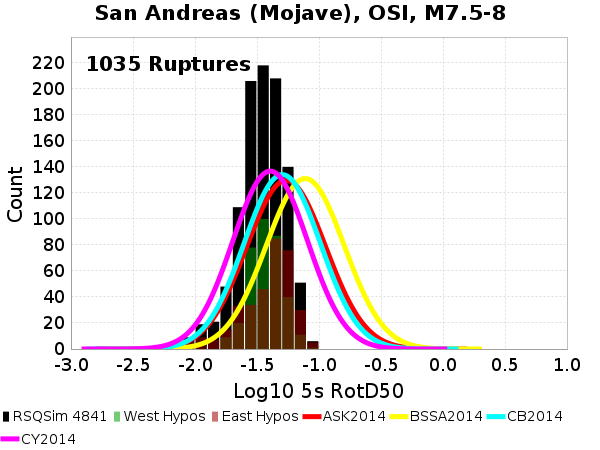 San Andreas (Mojave), OSI, M7.5-8
1035 Ruptures
Count
220
200
180
160
140
120
100
80
60
40
20
0
-3.0 -2.5 -2.0 -1.5 -1.0 -0.5 0.0 0.5 1.0
Log10 5s RotD50
RSQSim 4841 West Hypos East Hypos ASK2014 BSSA2014 CB2014
CY2014